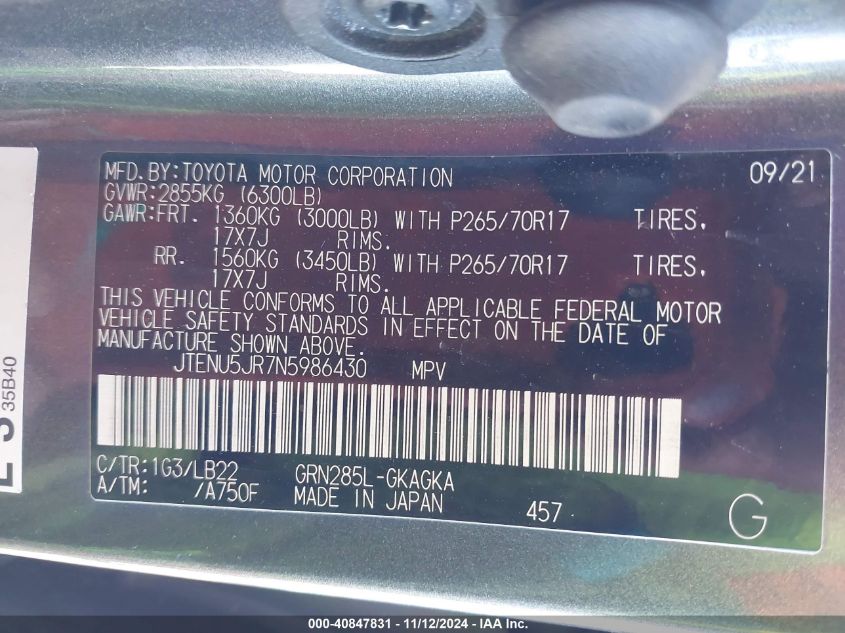 MFD.BY:TOYOTA MOTOR CORPORATION 09/21
GVWR:2855KG (6300LB)
GAWR:FRT. 1360KG (3000LB) WITH P265/70R17 TIRES,
17X7J RIMS.
RR. 1560KG (3450LB) WITH P265/70R17 TIRES,
17X7J RIMS.
THIS VEHICLE CONFORMS TO ALL APPLICABLE FEDERAL MOTOR
VEHICLE SAFETY STANDARDS IN EFFECT ON THE DATE OF
MANUFACTURE SHOWN ABOVE.
JTENU5JR7N5986430 MPV
C/TR:1G3/LB22 GRN285L-GKAGKA
A/TM: /A750F MADE IN JAPAN 457 G
35B40
000-40847831 - 11/12/2024 - IAA Inc.